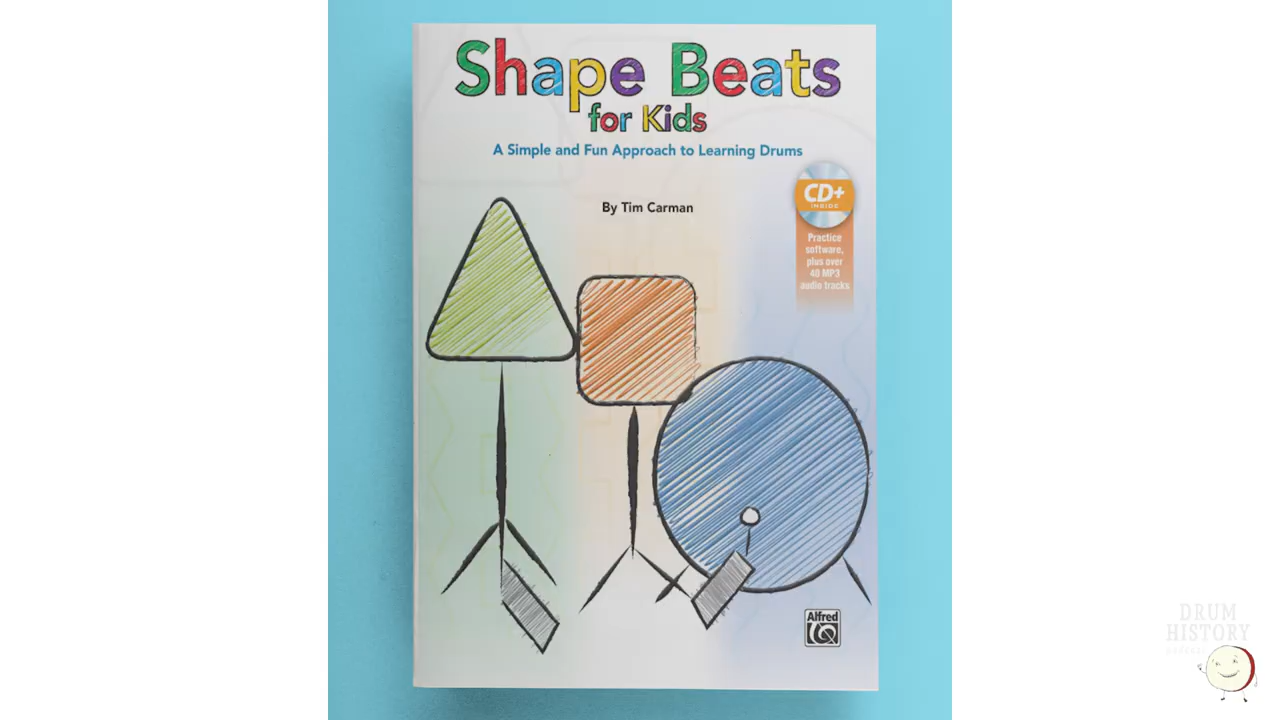 Shape Beats
for Kids
A Simple and Fun Approach to Learning Drums
By Tim Carman
CD+
INSIDE
Practice
software,
plus over
40 MP3
audio tracks
Alfred
DRUM
HISTORY